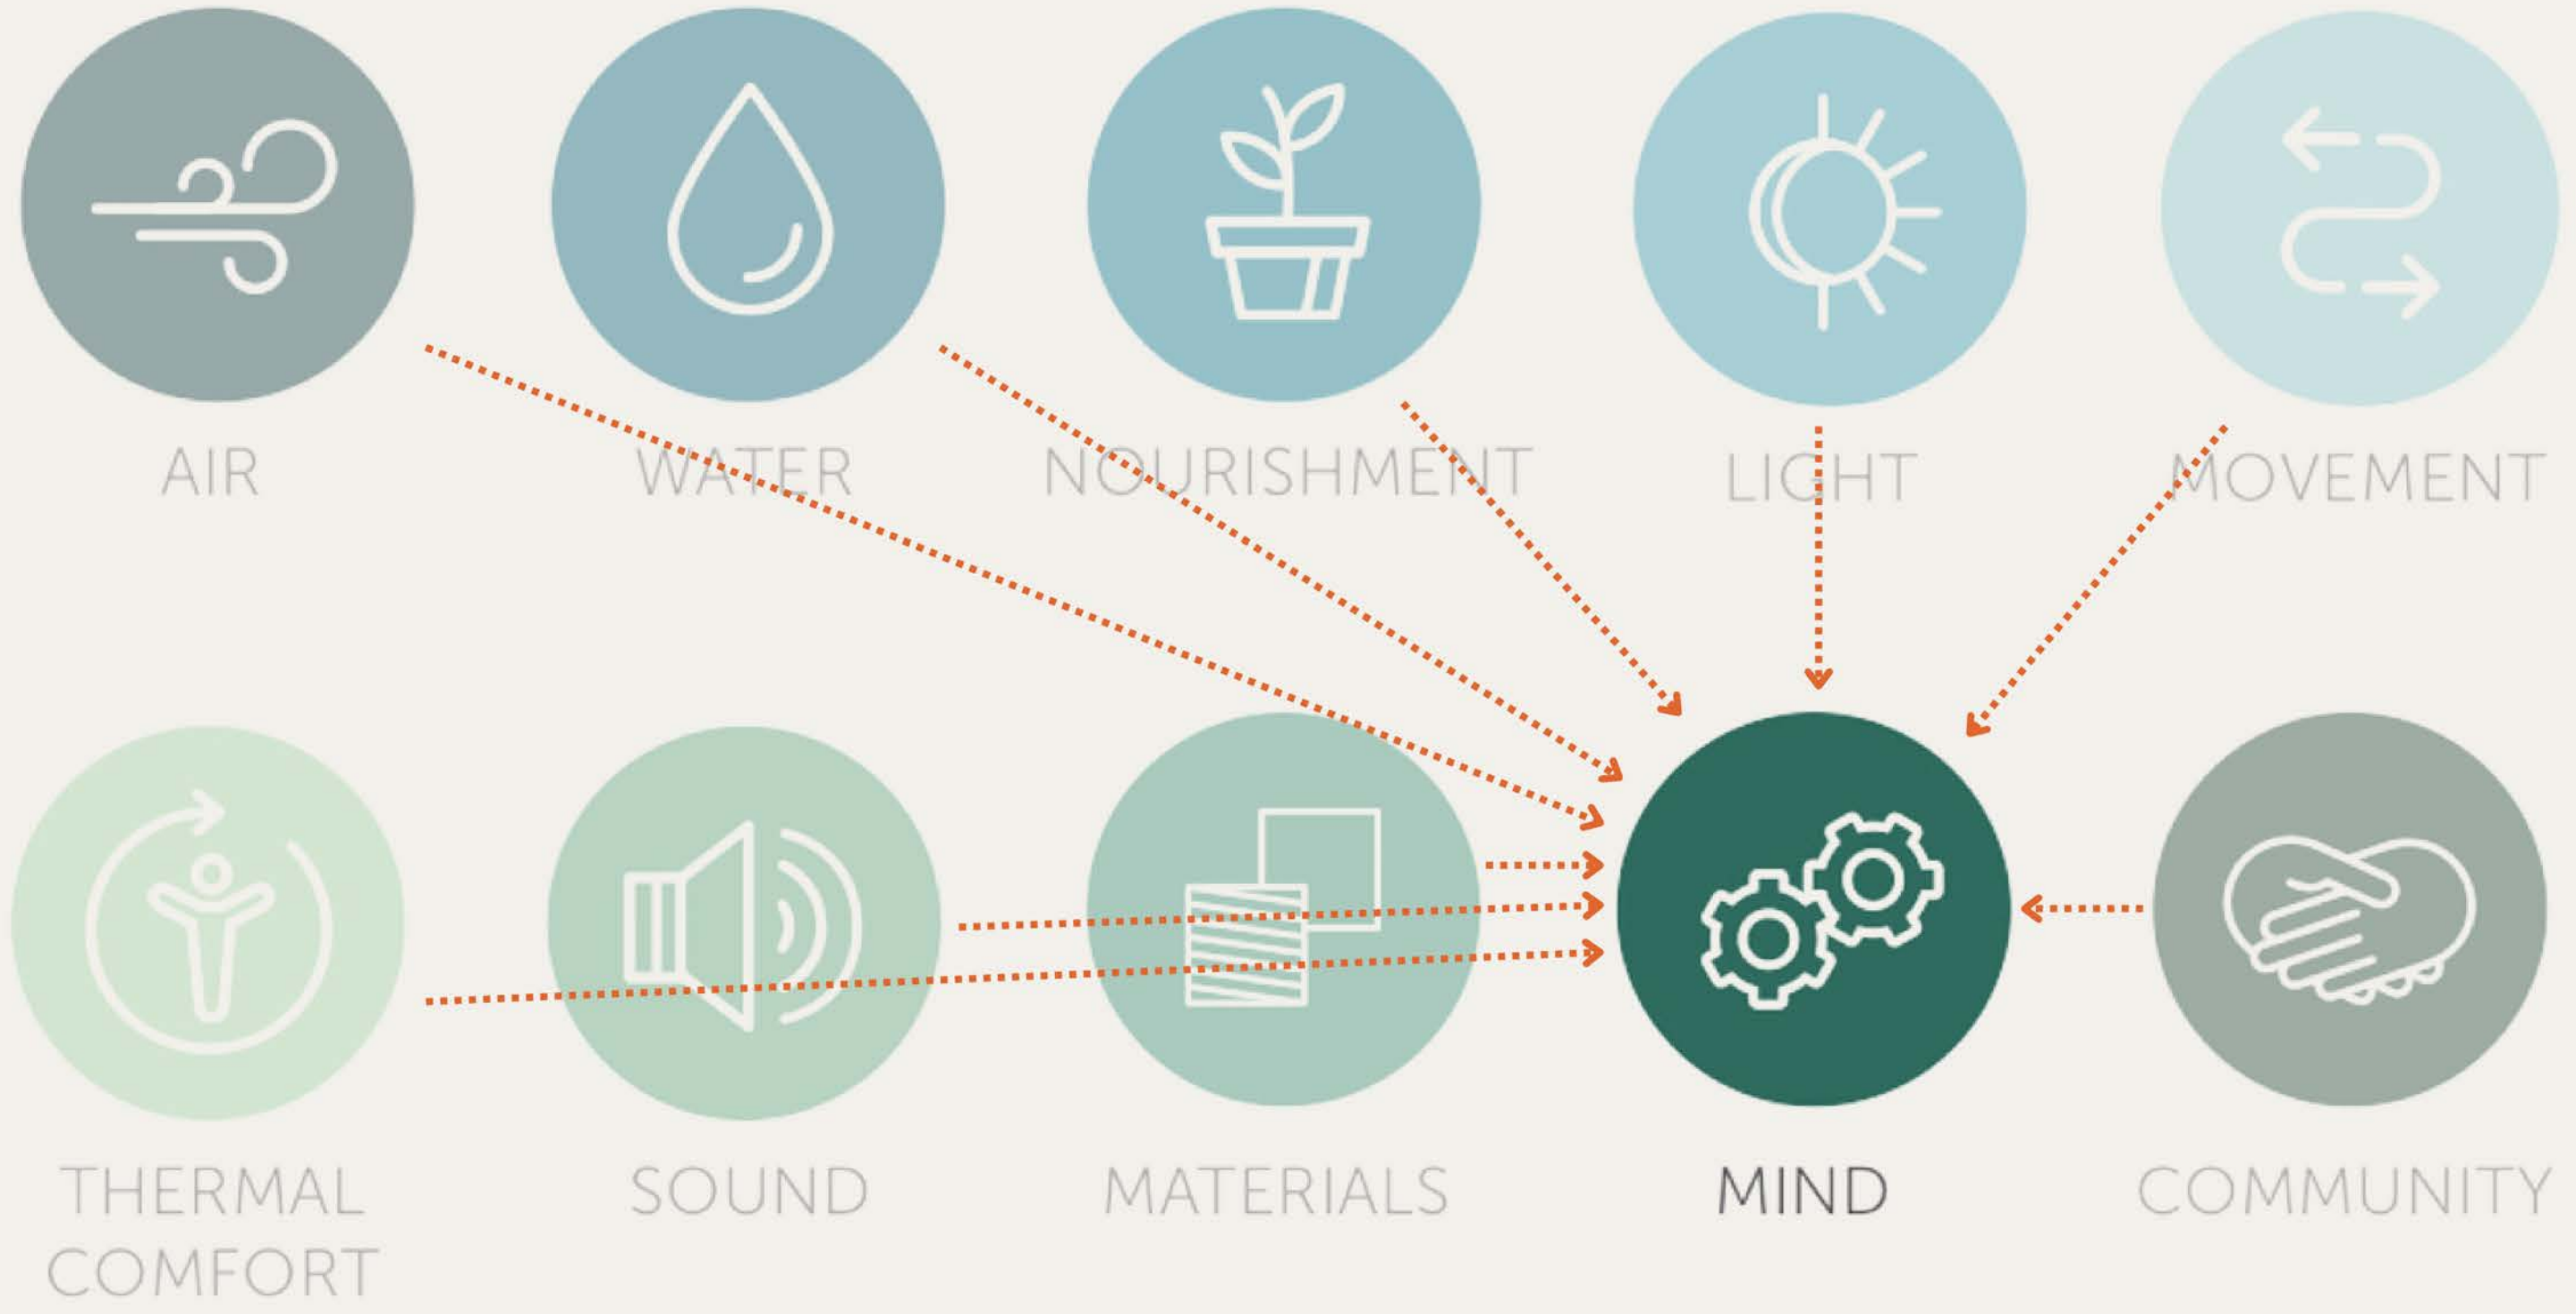 AIR
WATER
NOURISHMENT
LIGHT
MOVEMENT
THERMAL
COMFORT
SOUND
MATERIALS
MIND
COMMUNITY